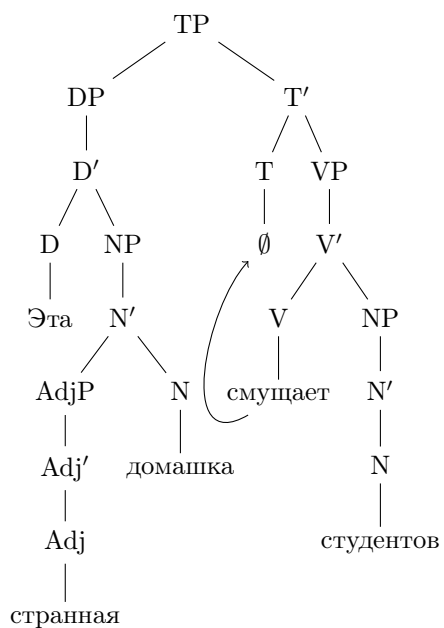 TP
DP T′
D′ T VP
D NP ∅ V′
Эта N′ V NP
AdjP N смущает N′
Adj′ домашка N
Adj студентов
странная